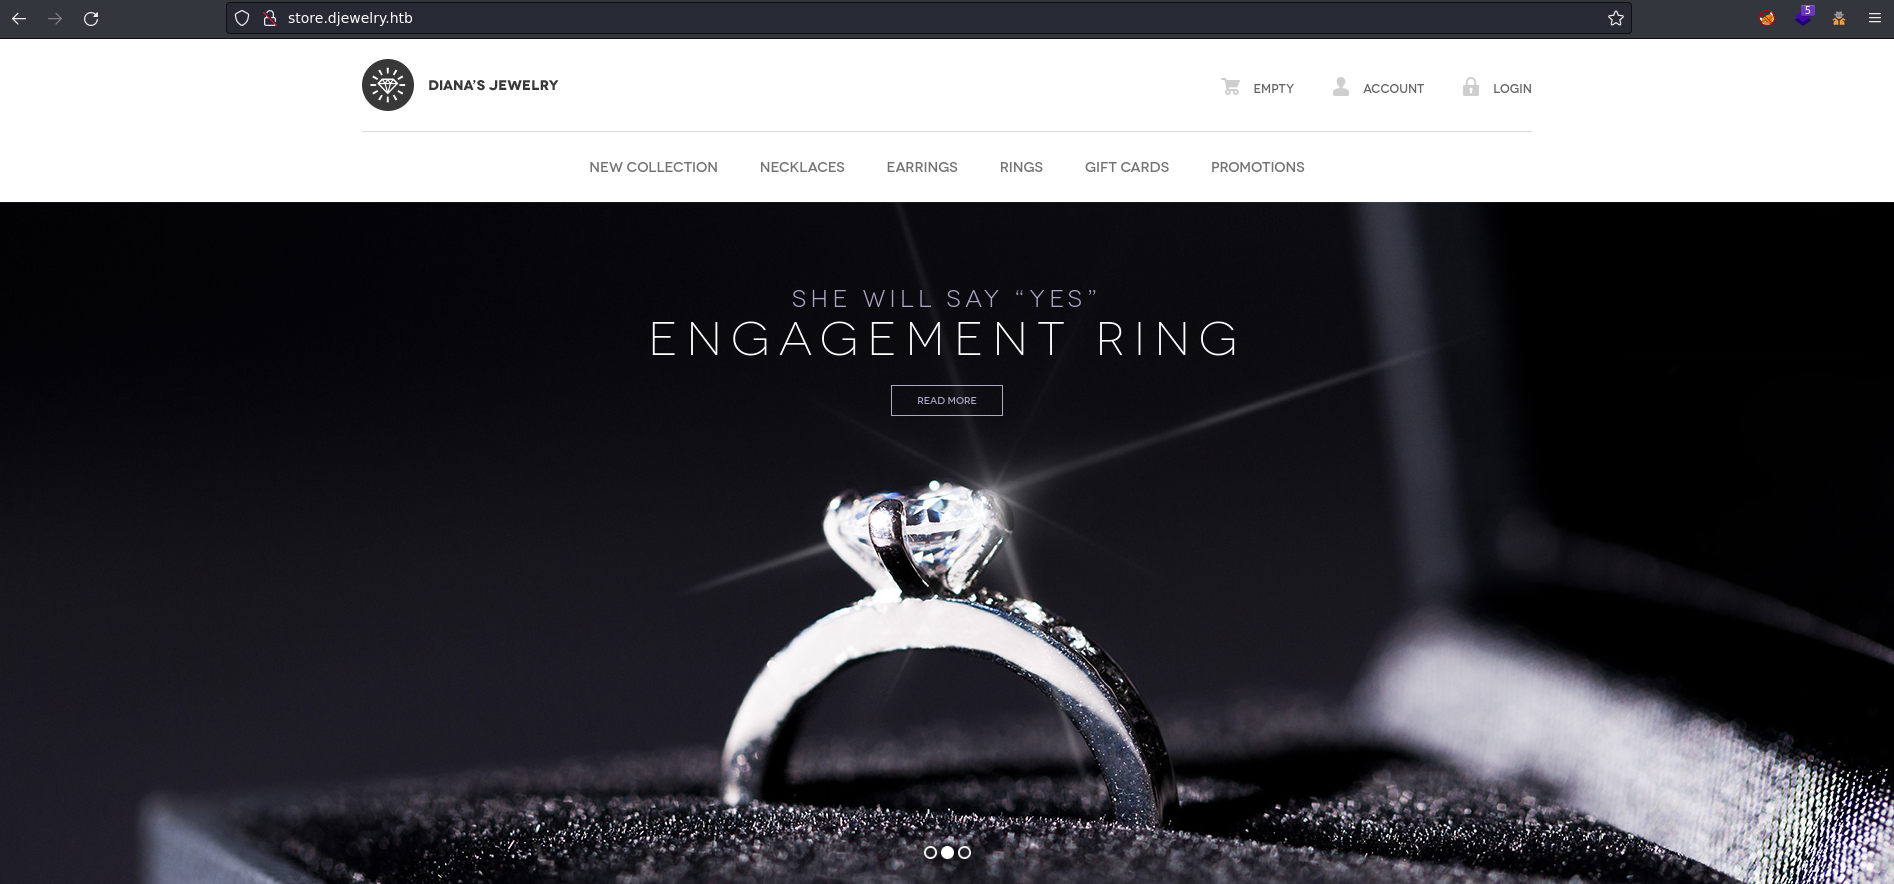 store.djewelry.htb
5
DIANA'S JEWELRY
EMPTY
ACCOUNT
LOGIN
NEW COLLECTION
NECKLACES
EARRINGS
RINGS
GIFT CARDS
PROMOTIONS
SHE WILL SAY “YES”
ENGAGEMENT RING
READ MORE